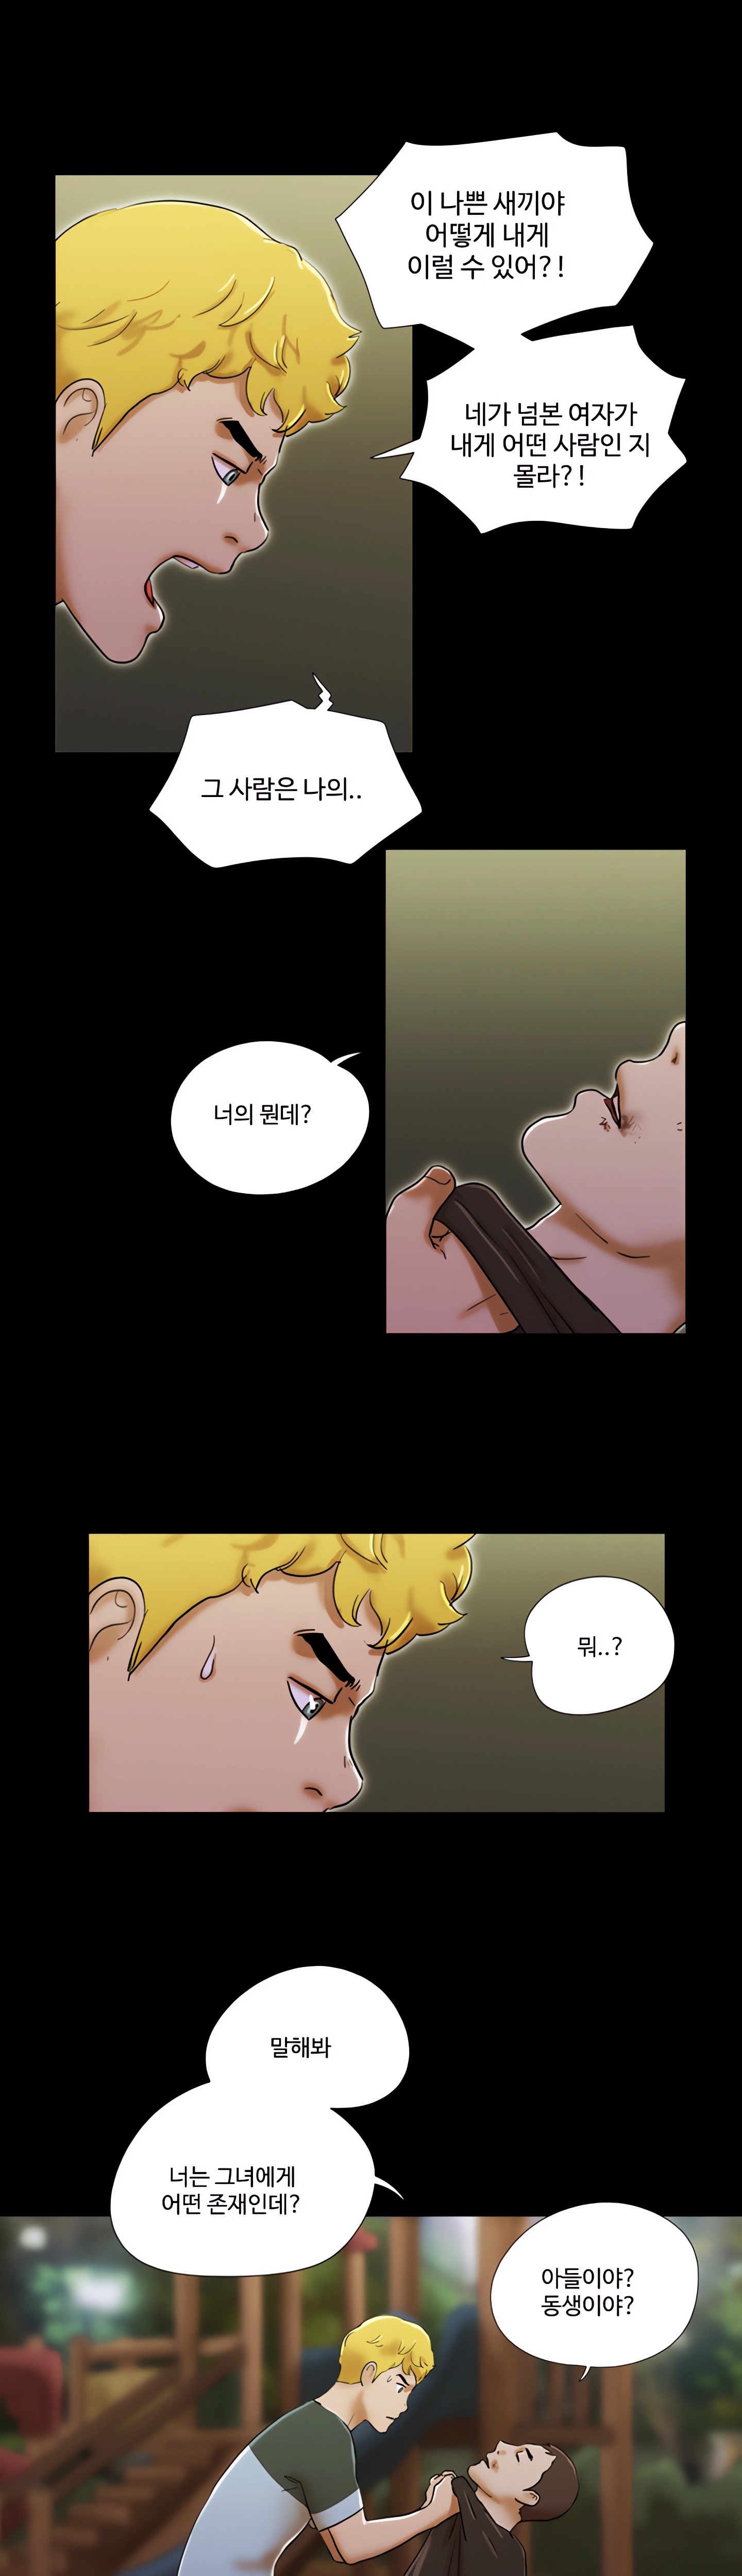 이 나쁜 새끼야
어떻게 내게
이럴 수 있어?!
네가 넘본 여자가
내게 어떤 사람인 지
몰라?!
그 사람은 나의..
너의 뭔데?
뭐..?
말해봐
너는 그녀에게
어떤 존재인데?
아들이야?
동생이야?